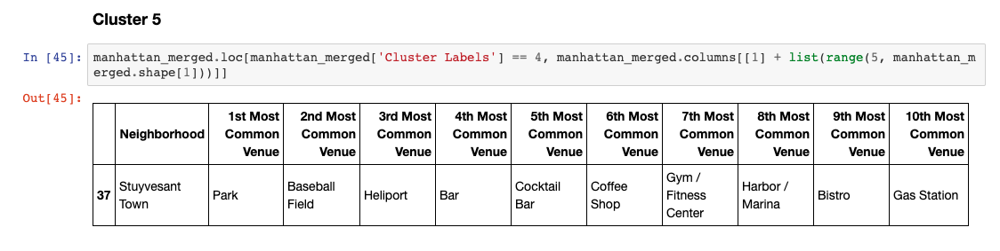 Cluster 5
In [45]: manhattan_merged.loc[manhattan_merged['Cluster Labels'] == 4, manhattan_merged.columns[[1] + list(range(5, manhattan_m
erged.shape[1]))]]
Out[45]:
Neighborhood 1st Most Common Venue 2nd Most Common Venue 3rd Most Common Venue 4th Most Common Venue 5th Most Common Venue 6th Most Common Venue 7th Most Common Venue 8th Most Common Venue 9th Most Common Venue 10th Most Common Venue
37 Stuyvesant Town Park Baseball Field Heliport Bar Cocktail Bar Coffee Shop Gym / Fitness Center Harbor / Marina Bistro Gas Station